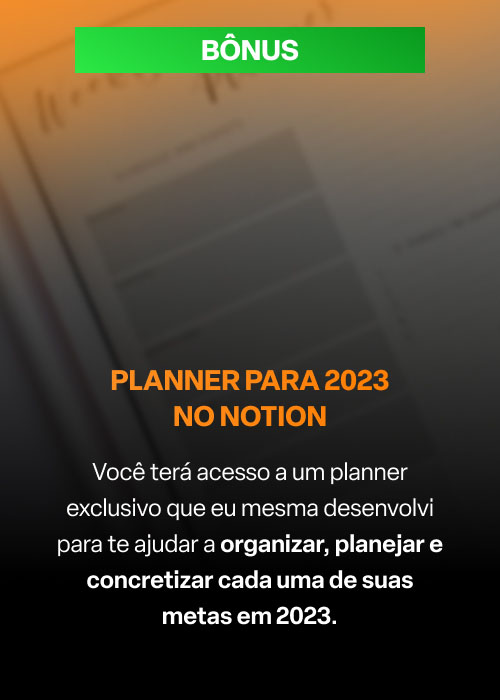 BÔNUS
PLANNER PARA 2023
NO NOTION
Você terá acesso a um planner
exclusivo que eu mesma desenvolvi
para te ajudar a organizar, planejar e
concretizar cada uma de suas
metas em 2023.